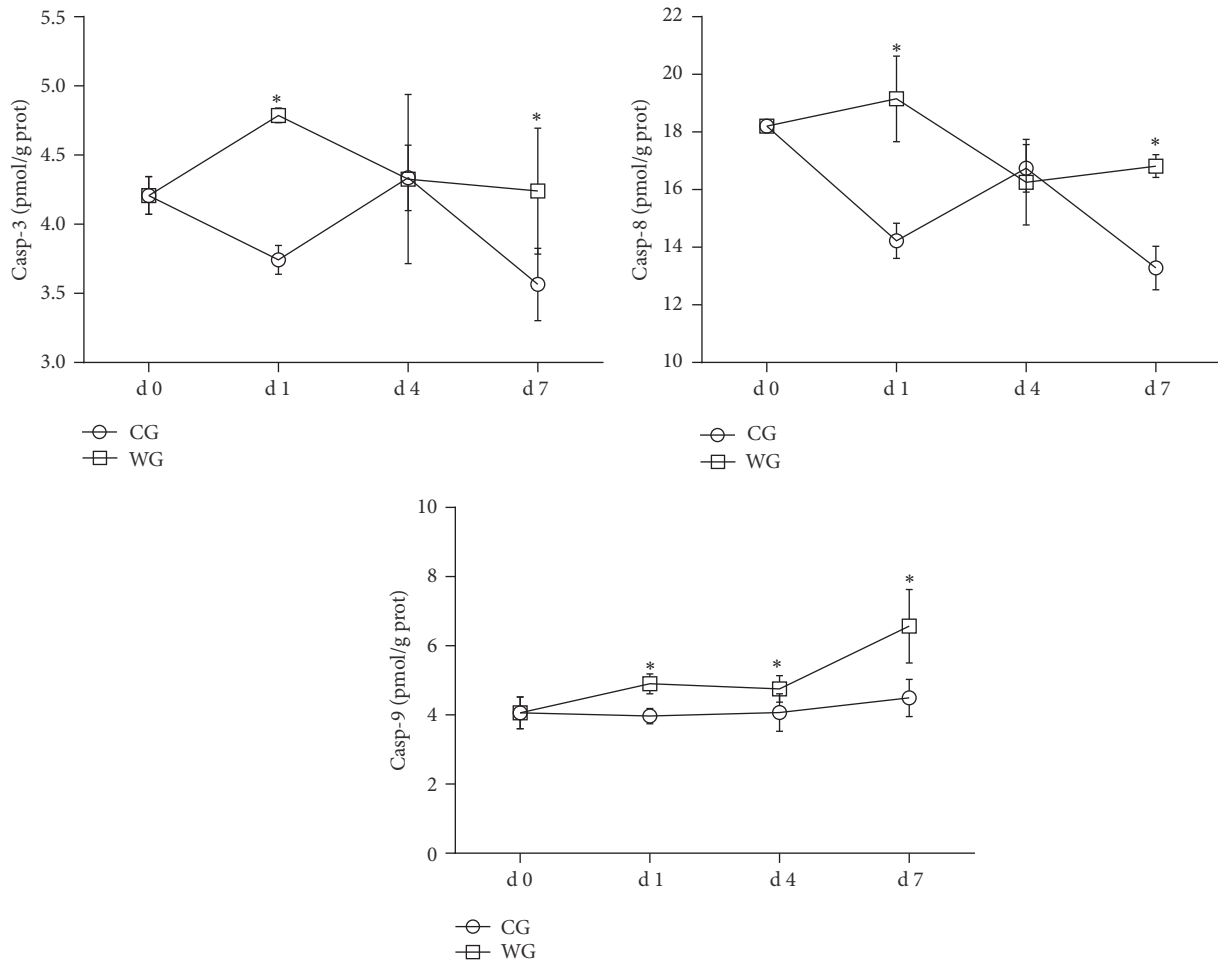 Casp-3 (pmol/g prot)
5.5
5.0
4.5
4.0
3.5
3.0
*
*
d 0 d 1 d 4 d 7
CG
WG
Casp-8 (pmol/g prot)
22
20
18
16
14
12
10
*
*
d 0 d 1 d 4 d 7
CG
WG
Casp-9 (pmol/g prot)
10
8
6
4
2
0
*
*
*
d 0 d 1 d 4 d 7
CG
WG